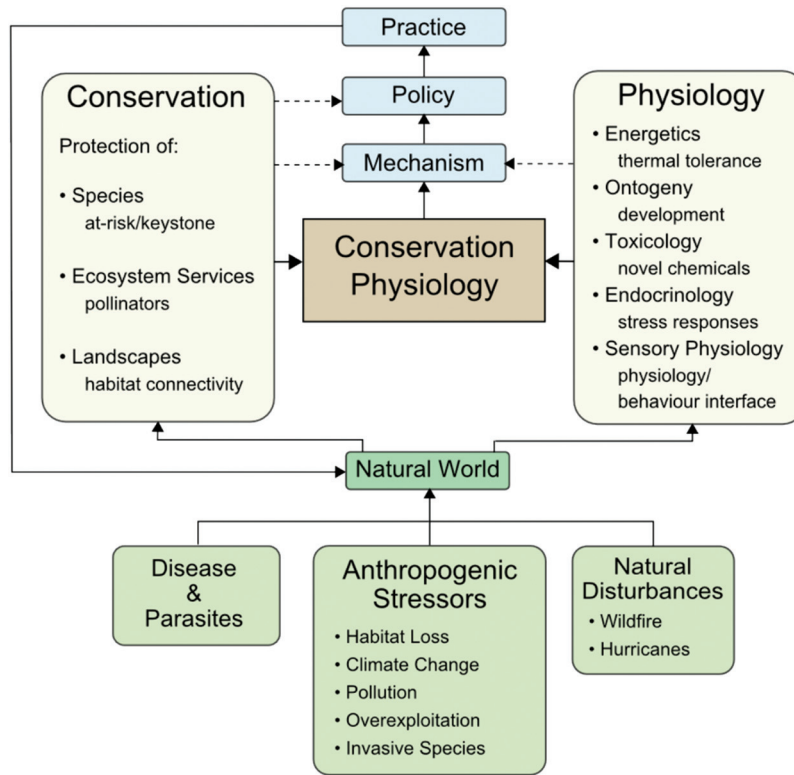 Practice
Policy
Mechanism
Conservation
Protection of:
• Species
at-risk/keystone
• Ecosystem Services
pollinators
• Landscapes
habitat connectivity
Conservation
Physiology
Physiology
• Energetics
thermal tolerance
• Ontogeny
development
• Toxicology
novel chemicals
• Endocrinology
stress responses
• Sensory Physiology
physiology/
behaviour interface
Natural World
Disease
&
Parasites
Anthropogenic
Stressors
• Habitat Loss
• Climate Change
• Pollution
• Overexploitation
• Invasive Species
Natural
Disturbances
• Wildfire
• Hurricanes